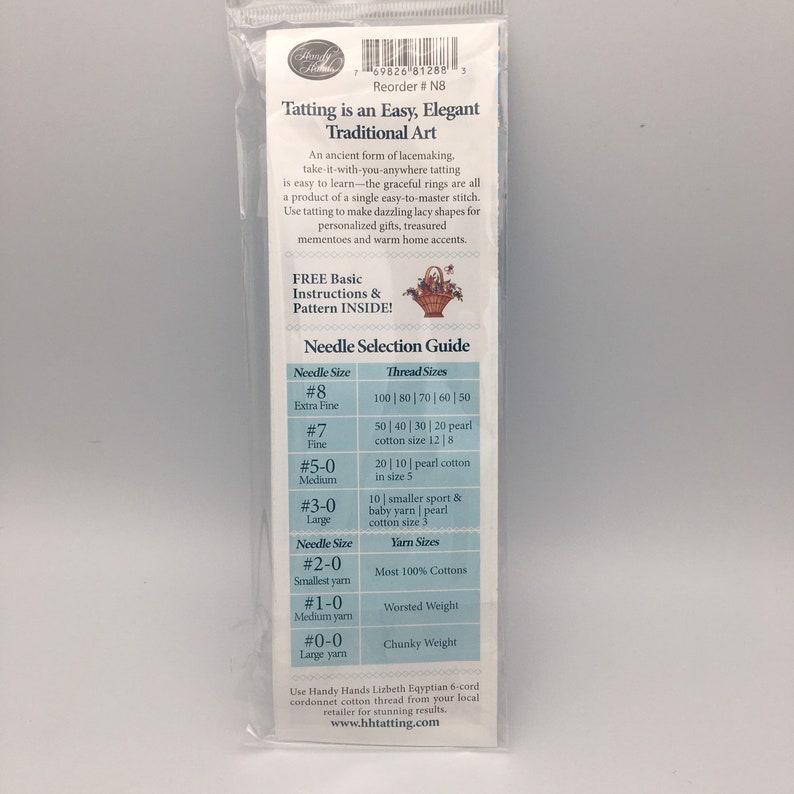 Handy
Hands
7 69826 81288 3
Reorder # N8
Tatting is an Easy, Elegant
Traditional Art
An ancient form of lacemaking,
take-it-with-you-anywhere tatting
is easy to learn—the graceful rings are all
a product of a single easy-to-master stitch.
Use tatting to make dazzling lacy shapes for
personalized gifts, treasured
mementoes and warm home accents.
FREE Basic
Instructions &
Pattern INSIDE!
Needle Selection Guide
Needle Size Thread Sizes
#8
Extra Fine
100 | 80 | 70 | 60 | 50
#7
Fine
50 | 40 | 30 | 20 pearl
cotton size 12 | 8
#5-0
Medium
20 | 10 | pearl cotton
in size 5
#3-0
Large
10 | smaller sport &
baby yarn | pearl
cotton size 3
Needle Size Yarn Sizes
#2-0
Smallest yarn
Most 100% Cottons
#1-0
Medium yarn
Worsted Weight
#0-0
Large yarn
Chunky Weight
Use Handy Hands Lizbeth Eqyptian 6-cord
cordonnet cotton thread from your local
retailer for stunning results.
www.hhtatting.com